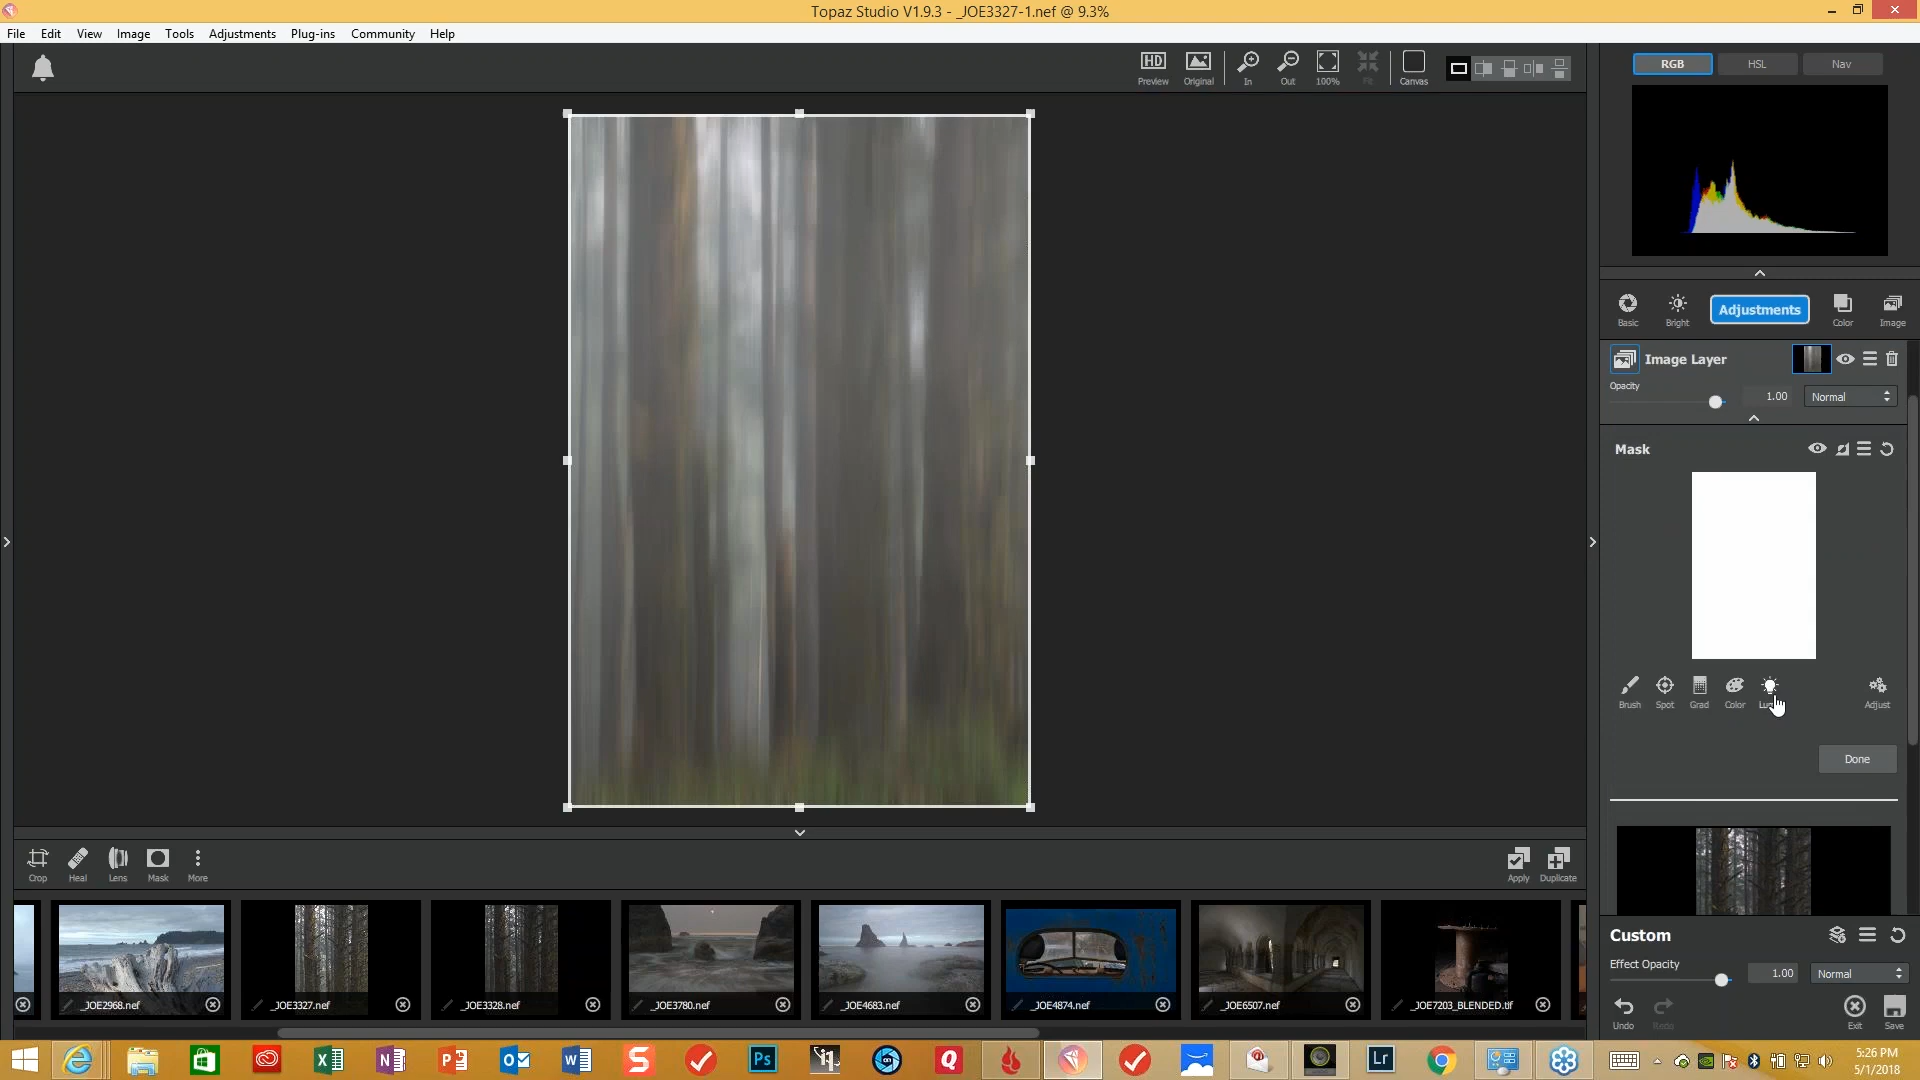 Topaz Studio V1.9.3 - _JOE3327-1.nef @ 9.3%
File Edit View Image Tools Adjustments Plug-ins Community Help
HD
Preview Original In Out 100% Fit Canvas
RGB HSL Nav
Basic Bright Adjustments Color Image
Image Layer
Opacity
1.00 Normal
Mask
Brush Spot Grad Color Adjust
Done
Crop Heal Lens Mask More
Apply Duplicate
_JOE2968.nef _JOE3327.nef _JOE3328.nef _JOE3780.nef _JOE4683.nef _JOE4874.nef _JOE6507.nef _JOE7203_BLENDED.tif
Custom
Effect Opacity
1.00 Normal
Undo Redo Exit Save
Ps
Lr
5:26 PM
5/1/2018